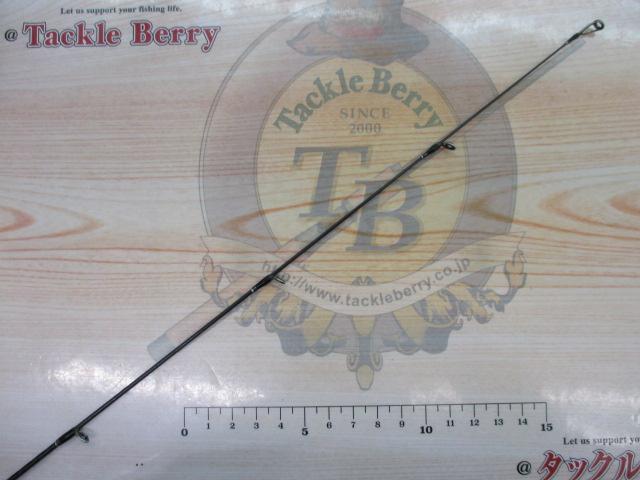 Let us support your fishing life.
@ Tackle Berry
Tackle Berry
SINCE
2000
TB
http://www.tackleberry.co.jp
0 1 2 3 4 5 6 7 8 9 10 11 12 13 14 15
Let us support yo
@ タックル